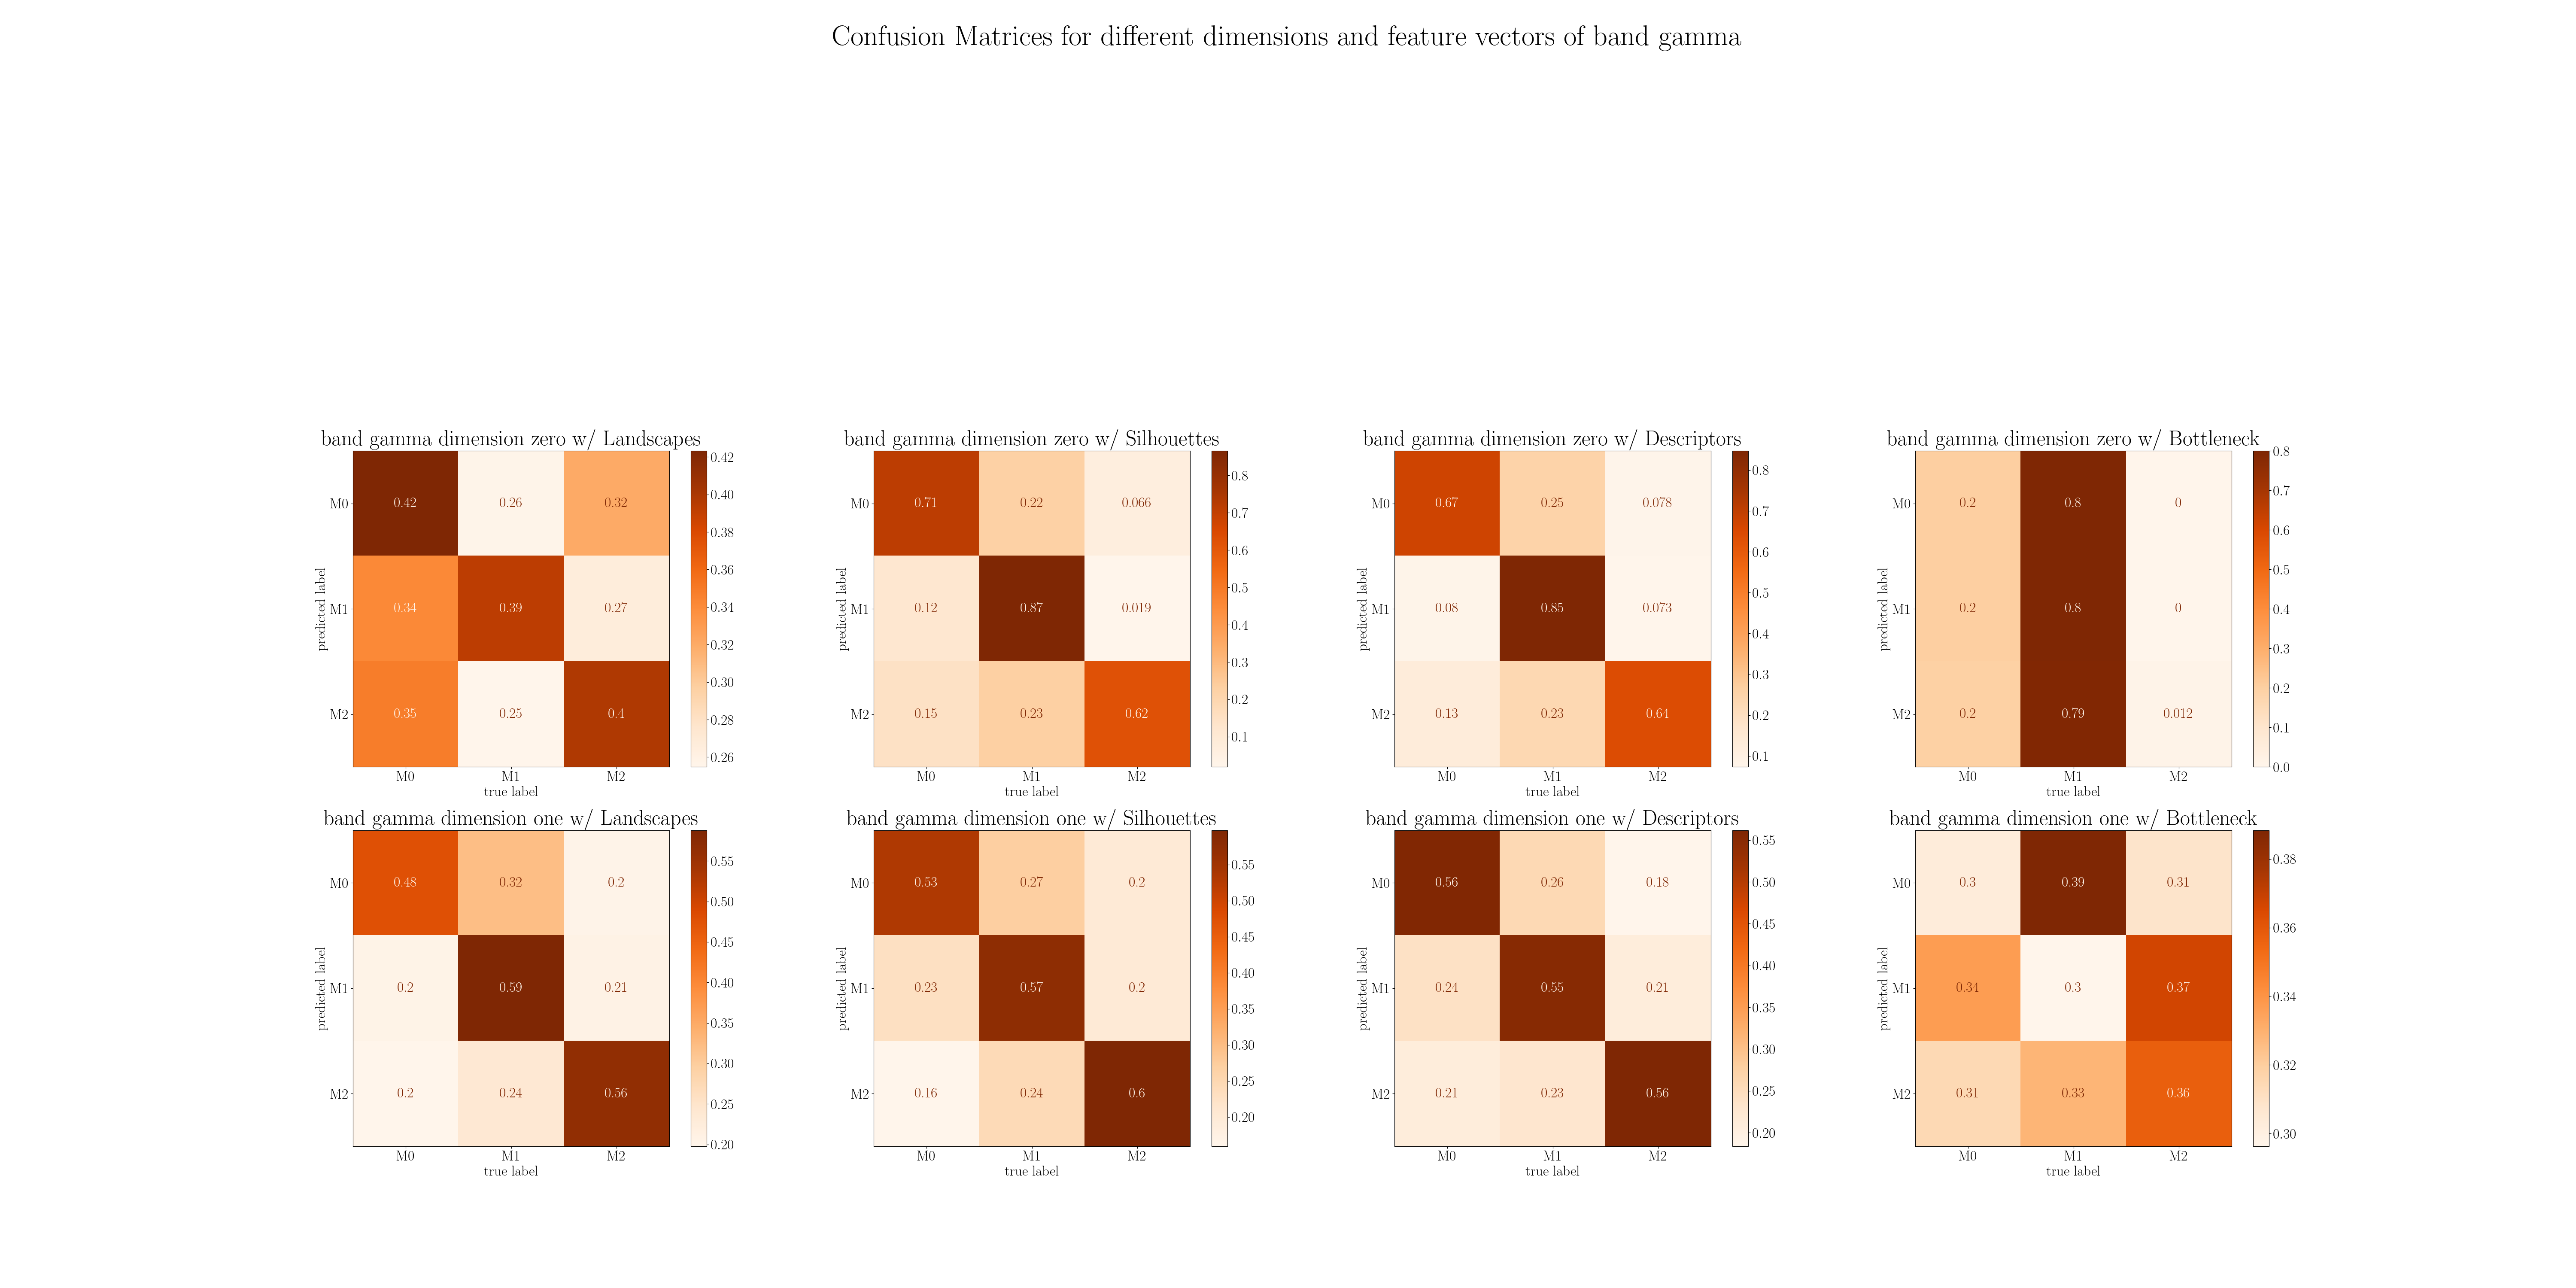 Confusion Matrices for different dimensions and feature vectors of band gamma
band gamma dimension zero w/ Landscapes
predicted label
M0
0.42
0.26
0.32
M1
0.34
0.39
0.27
M2
0.35
0.25
0.4
M0
M1
M2
true label
0.42
0.40
0.38
0.36
0.34
0.32
0.30
0.28
0.26
band gamma dimension zero w/ Silhouettes
predicted label
M0
0.71
0.22
0.066
M1
0.12
0.87
0.019
M2
0.15
0.23
0.62
M0
M1
M2
true label
0.8
0.7
0.6
0.5
0.4
0.3
0.2
0.1
band gamma dimension zero w/ Descriptors
predicted label
M0
0.67
0.25
0.078
M1
0.08
0.85
0.073
M2
0.13
0.23
0.64
M0
M1
M2
true label
0.8
0.7
0.6
0.5
0.4
0.3
0.2
0.1
band gamma dimension zero w/ Bottleneck
predicted label
M0
0.2
0.8
0
M1
0.2
0.8
0
M2
0.2
0.79
0.012
M0
M1
M2
true label
0.8
0.7
0.6
0.5
0.4
0.3
0.2
0.1
0.0
band gamma dimension one w/ Landscapes
predicted label
M0
0.48
0.32
0.2
M1
0.2
0.59
0.21
M2
0.2
0.24
0.56
M0
M1
M2
true label
0.55
0.50
0.45
0.40
0.35
0.30
0.25
0.20
band gamma dimension one w/ Silhouettes
predicted label
M0
0.53
0.27
0.2
M1
0.23
0.57
0.2
M2
0.16
0.24
0.6
M0
M1
M2
true label
0.55
0.50
0.45
0.40
0.35
0.30
0.25
0.20
band gamma dimension one w/ Descriptors
predicted label
M0
0.56
0.26
0.18
M1
0.24
0.55
0.21
M2
0.21
0.23
0.56
M0
M1
M2
true label
0.55
0.50
0.45
0.40
0.35
0.30
0.25
0.20
band gamma dimension one w/ Bottleneck
predicted label
M0
0.3
0.39
0.31
M1
0.34
0.3
0.37
M2
0.31
0.33
0.36
M0
M1
M2
true label
0.38
0.36
0.34
0.32
0.30